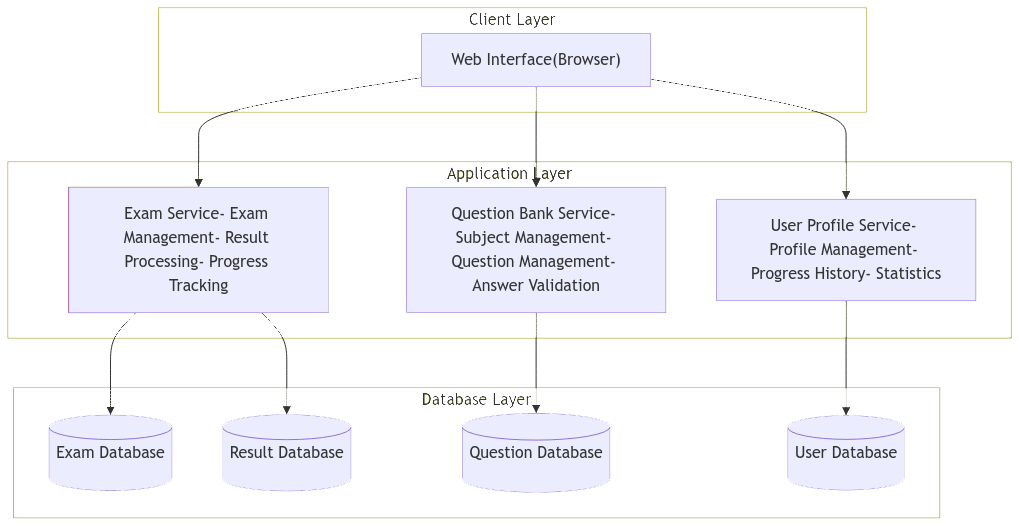 Client Layer
Web Interface(Browser)
Application Layer
Exam Service- Exam
Management- Result
Processing- Progress
Tracking
Question Bank Service-
Subject Management-
Question Management-
Answer Validation
User Profile Service-
Profile Management-
Progress History- Statistics
Database Layer
Exam Database
Result Database
Question Database
User Database